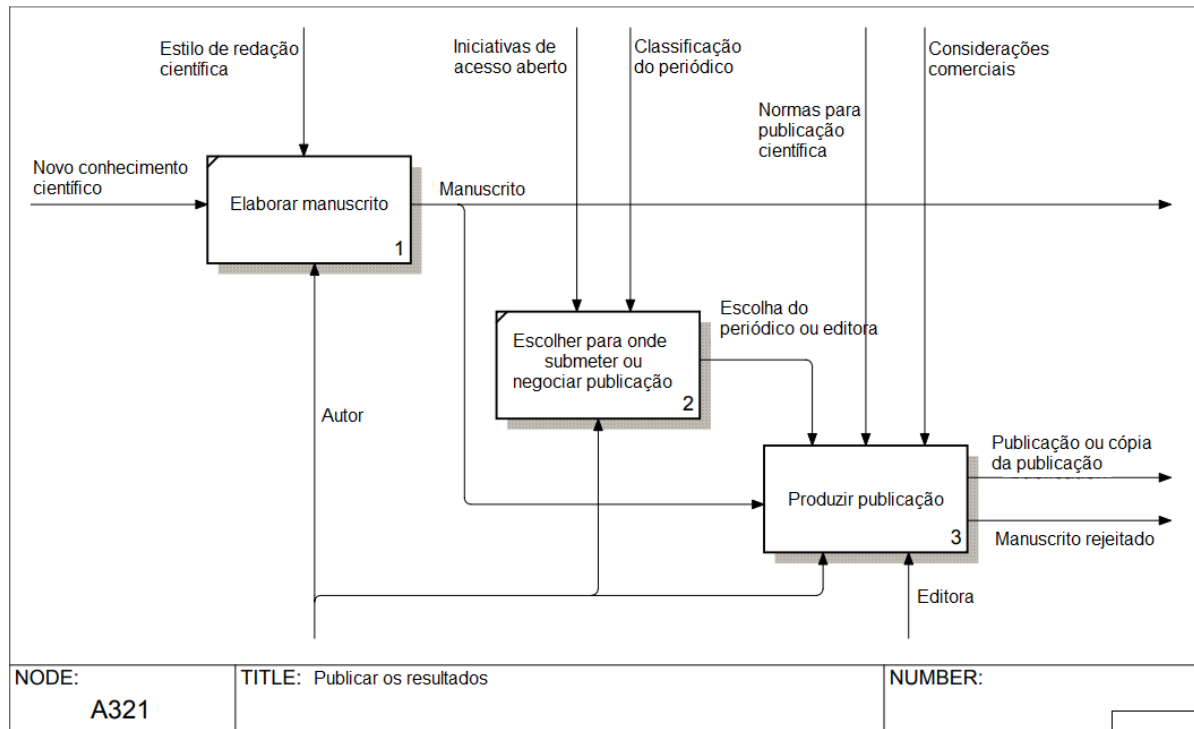 Estilo de redação
científica
Iniciativas de
acesso aberto
Classificação
do periódico
Considerações
comerciais
Normas para
publicação
científica
Novo conhecimento
científico
Elaborar manuscrito
1
Manuscrito
Escolha do
periódico ou editora
Escolher para onde
submeter ou
negociar publicação
2
Autor
Publicação ou cópia
da publicação
Produzir publicação
3
Manuscrito rejeitado
Editora
NODE:
A321
TITLE: Publicar os resultados
NUMBER: